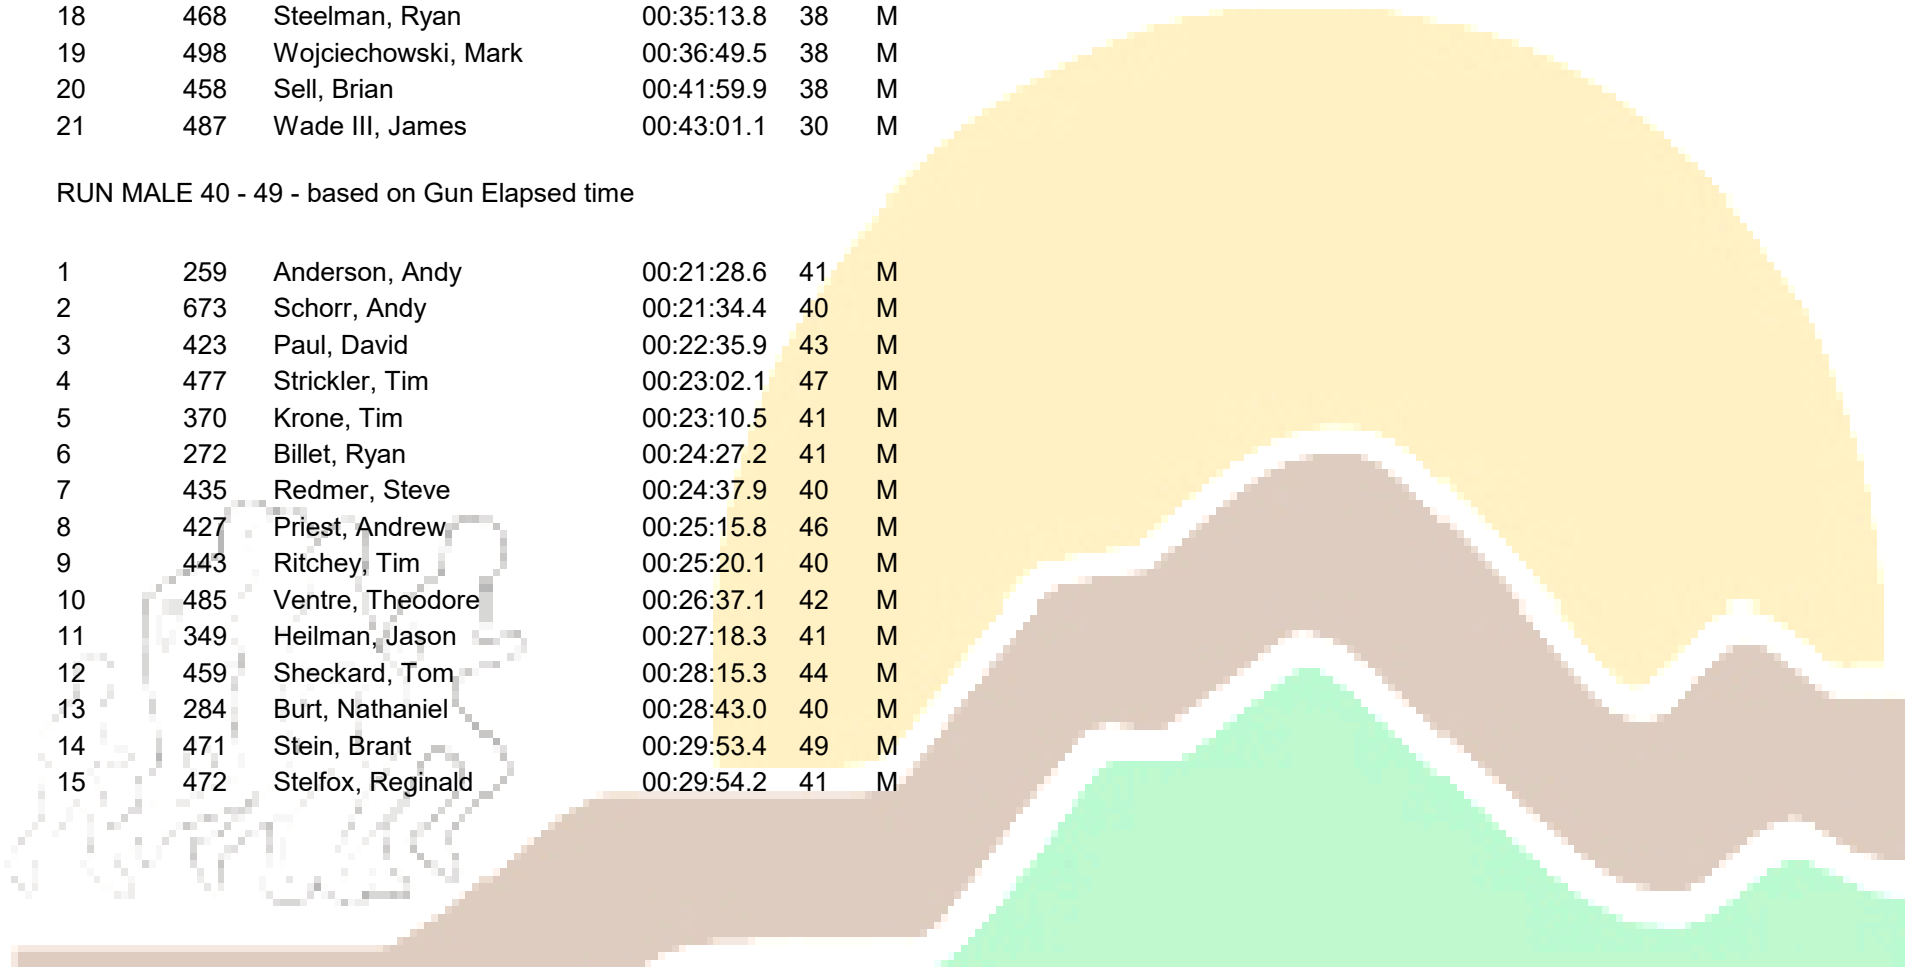 18 468 Steelman, Ryan 00:35:13.8 38 M
19 498 Wojciechowski, Mark 00:36:49.5 38 M
20 458 Sell, Brian 00:41:59.9 38 M
21 487 Wade III, James 00:43:01.1 30 M
RUN MALE 40 - 49 - based on Gun Elapsed time
1 259 Anderson, Andy 00:21:28.6 41 M
2 673 Schorr, Andy 00:21:34.4 40 M
3 423 Paul, David 00:22:35.9 43 M
4 477 Strickler, Tim 00:23:02.1 47 M
5 370 Krone, Tim 00:23:10.5 41 M
6 272 Billet, Ryan 00:24:27.2 41 M
7 435 Redmer, Steve 00:24:37.9 40 M
8 427 Priest, Andrew 00:25:15.8 46 M
9 443 Ritchey, Tim 00:25:20.1 40 M
10 485 Ventre, Theodore 00:26:37.1 42 M
11 349 Heilman, Jason 00:27:18.3 41 M
12 459 Sheckard, Tom 00:28:15.3 44 M
13 284 Burt, Nathaniel 00:28:43.0 40 M
14 471 Stein, Brant 00:29:53.4 49 M
15 472 Stelfox, Reginald 00:29:54.2 41 M